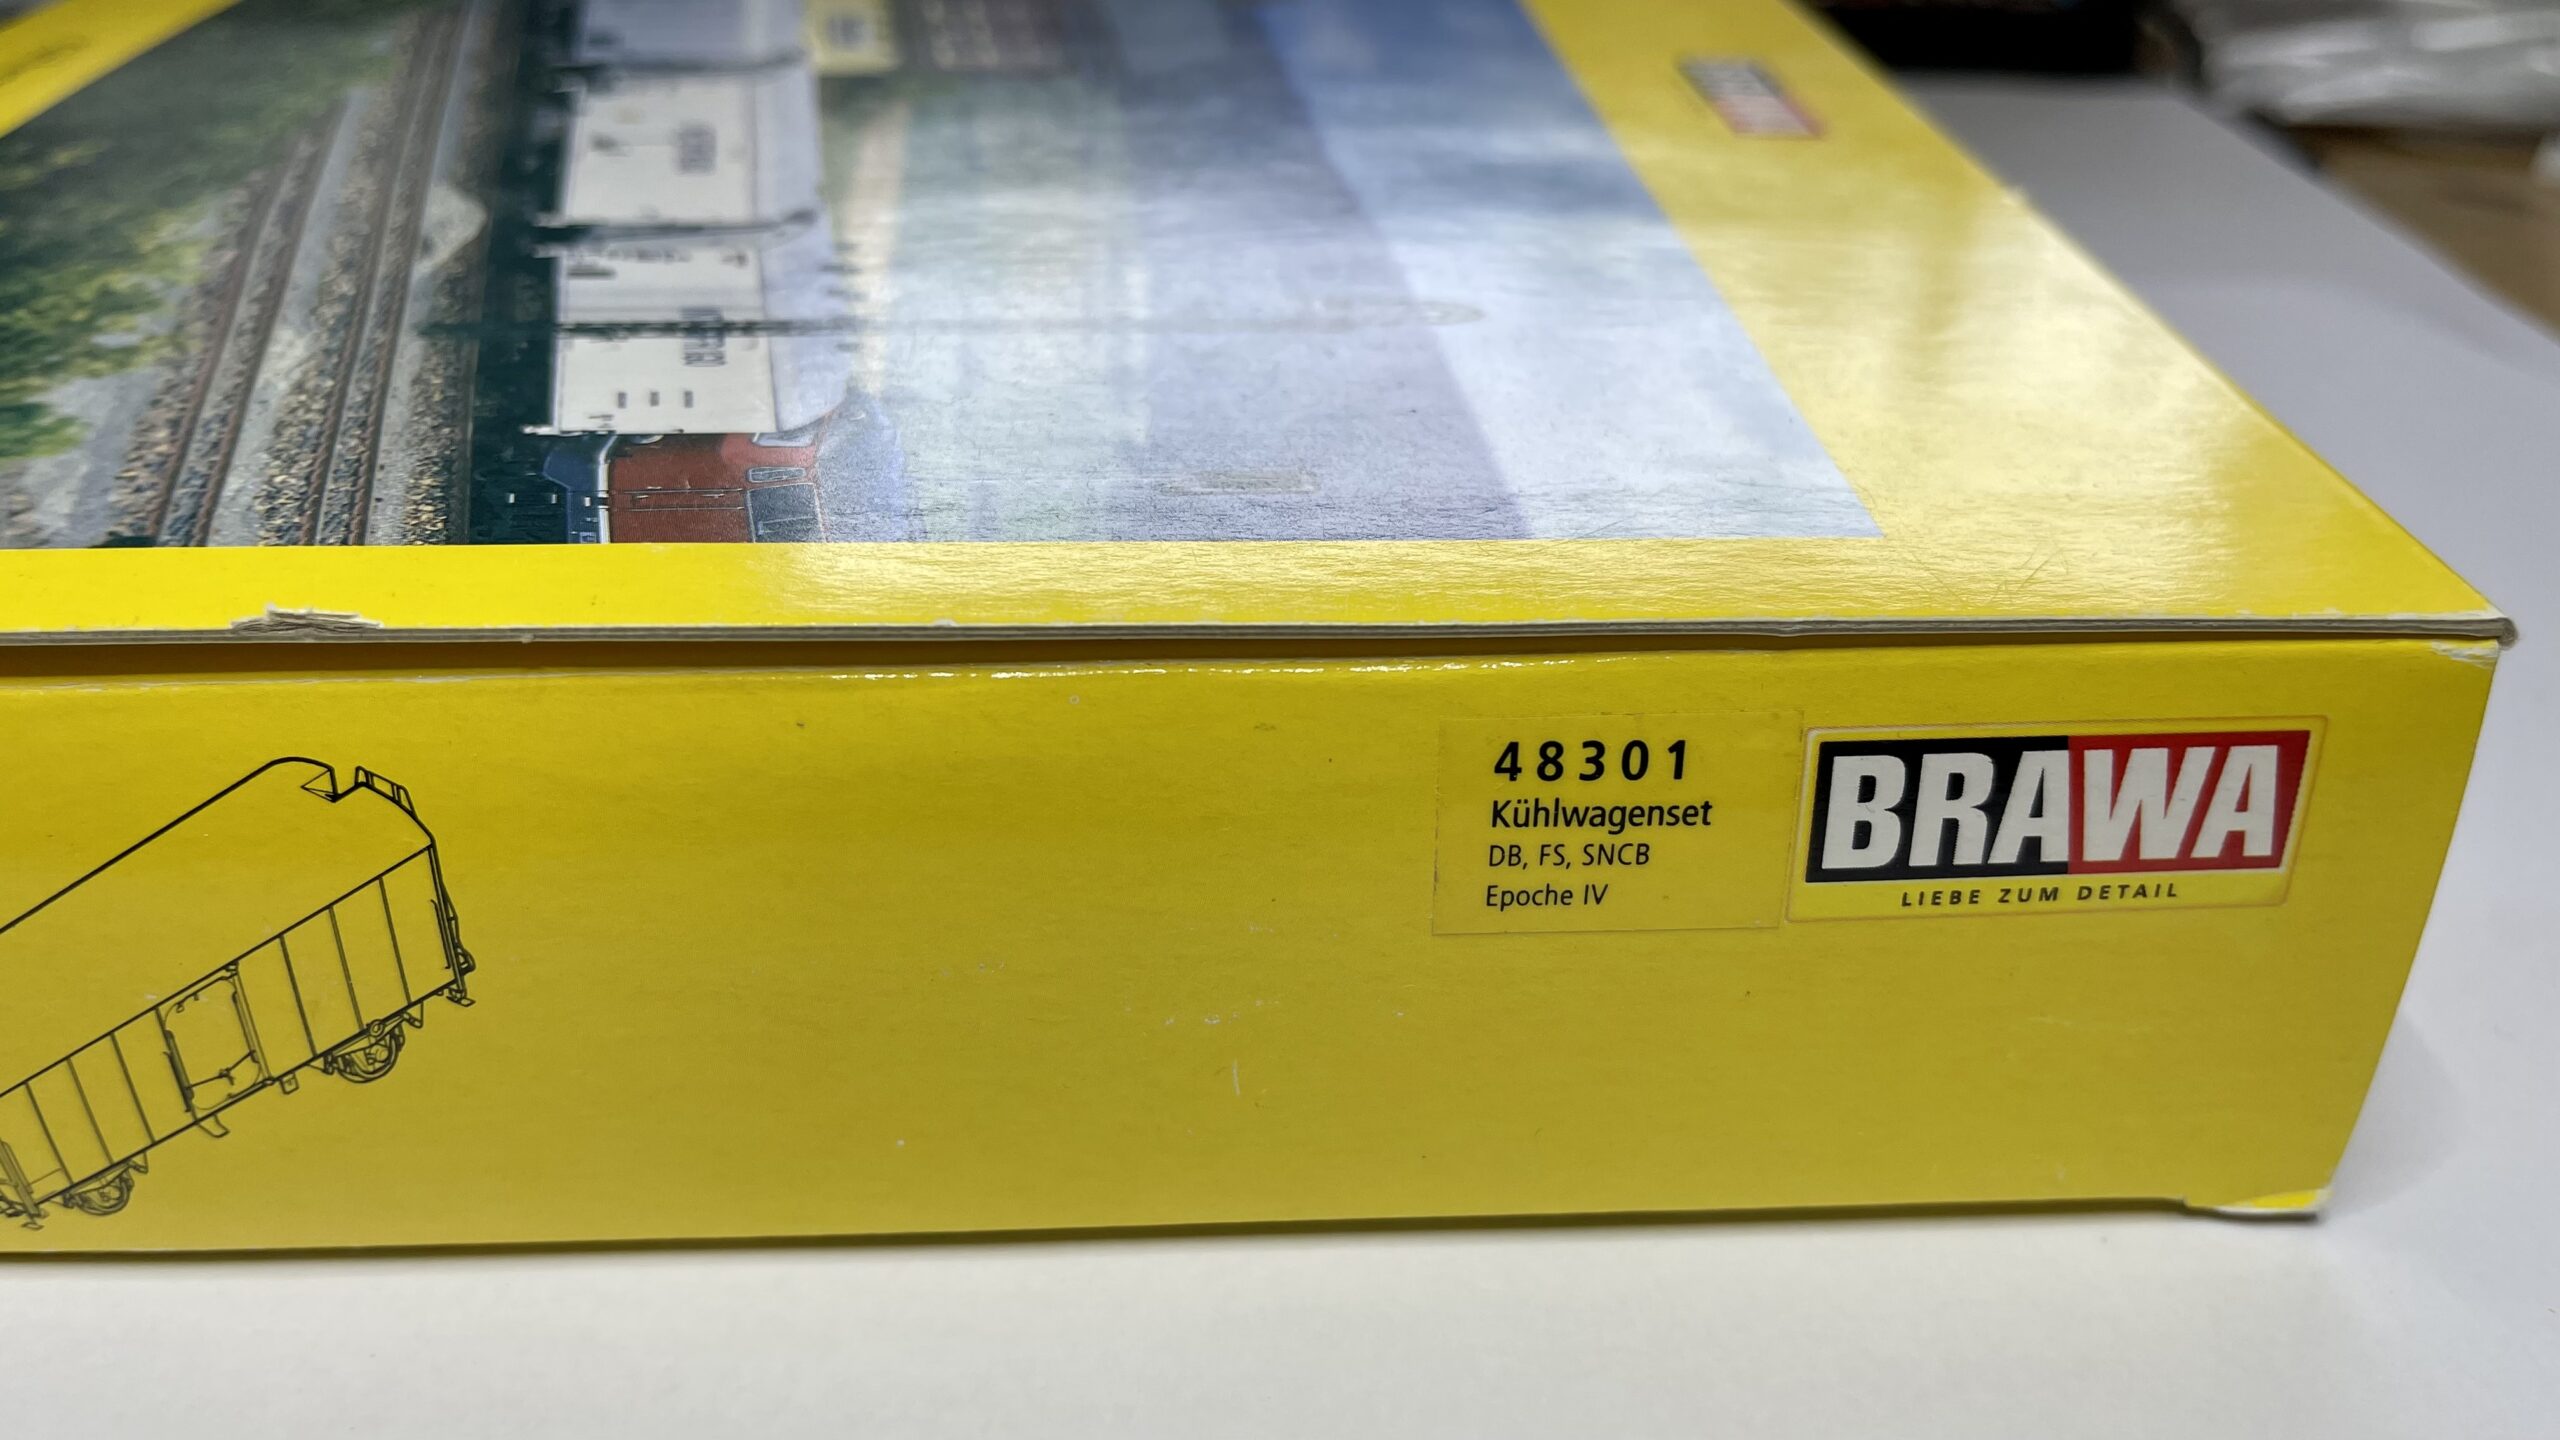 48301
Kühlwagenset
DB, FS, SNCB
Epoche IV
BRAWA
LIEBE ZUM DETAIL